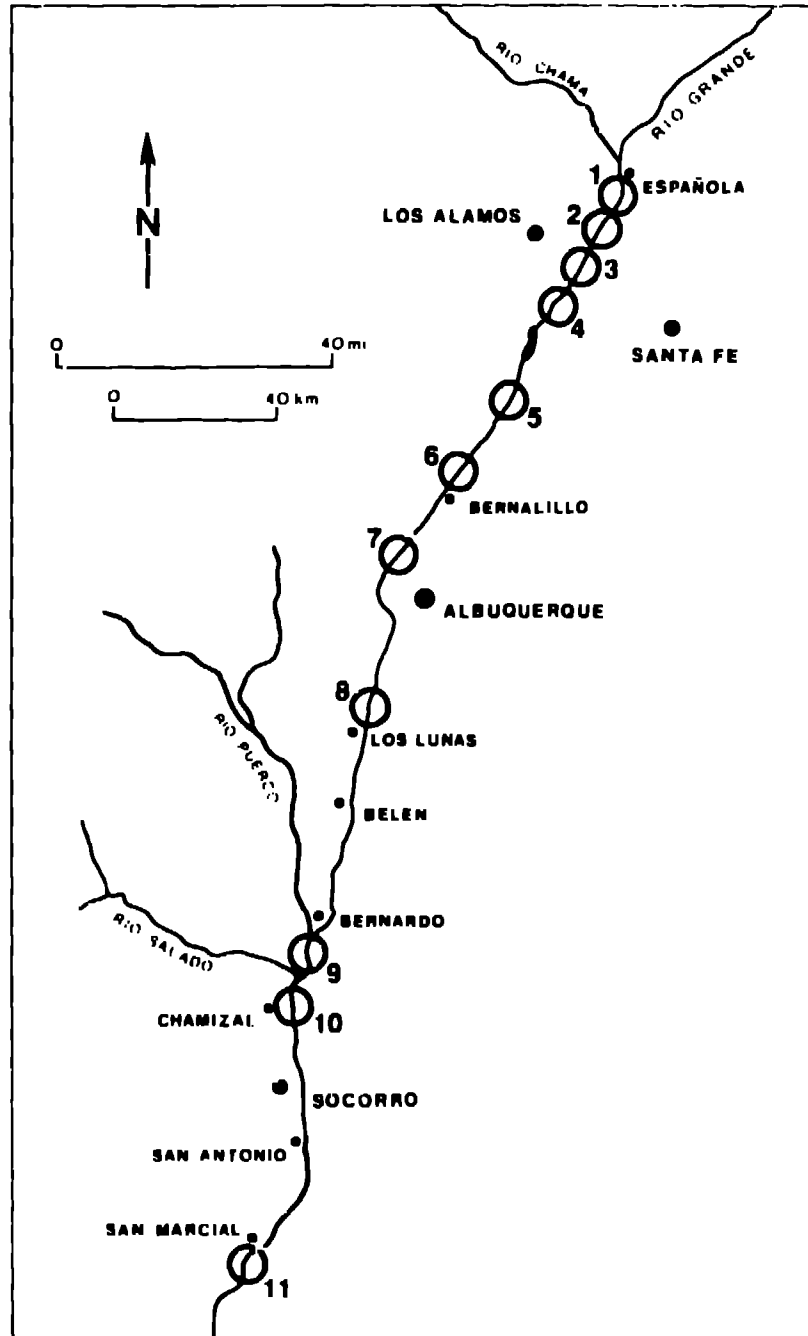 RIO CHAMA
RIO GRANDE
1
ESPAÑOLA
LOS ALAMOS
2
N
3
4
0 40 mi
SANTA FE
0 40 km
5
6
BERNALILLO
7
ALBUQUERQUE
8
LOS LUNAS
RIO PUERCO
BELEN
BERNARDO
RIO SALADO
9
CHAMIZAL
10
SOCORRO
SAN ANTONIO
SAN MARCIAL
11